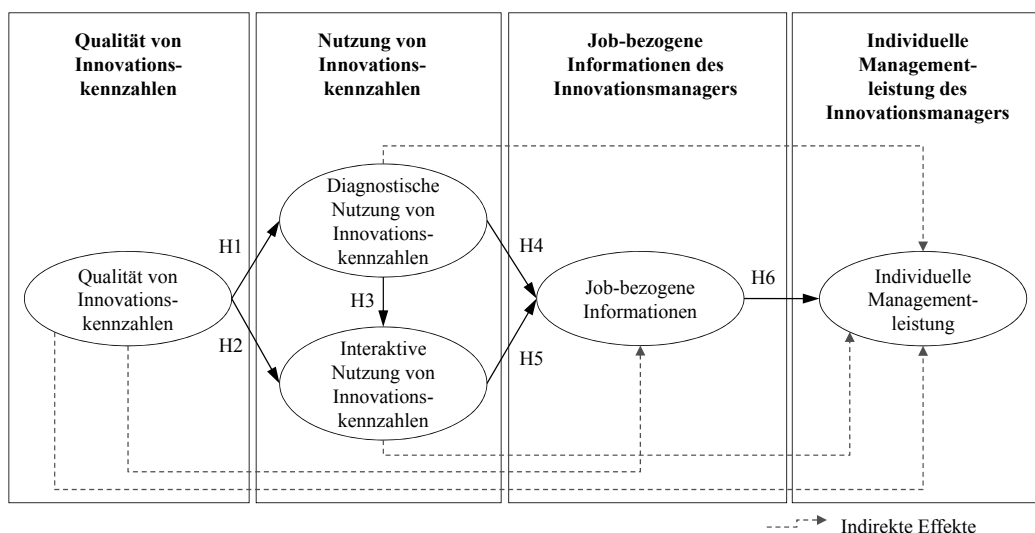 Qualität von
Innovations-
kennzahlen
Nutzung von
Innovations-
kennzahlen
Job-bezogene
Informationen des
Innovationsmanagers
Individuelle
Management-
leistung des
Innovationsmanagers
Diagnostische
Nutzung von
Innovations-
kennzahlen
H1
H4
Qualität von
Innovations-
kennzahlen
H3
Job-bezogene
Informationen
H6
Individuelle
Management-
leistung
H2
Interaktive
Nutzung von
Innovations-
kennzahlen
H5
Indirekte Effekte